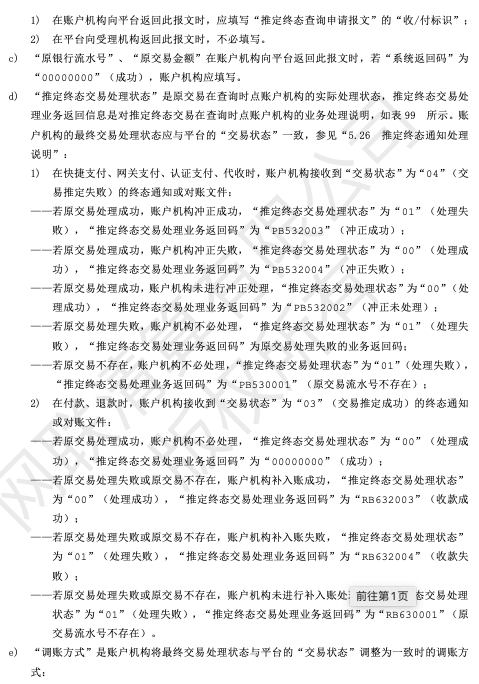 1） 在账户机构向平台返回此报文时，应填写“推定终态查询申请报文”的“收/付标识”；
2） 在平台向受理机构返回此报文时，不必填写。
c) “原银行流水号”、“原交易金额”在账户机构向平台返回此报文时，若“系统返回码”为
“00000000”（成功），账户机构应填写。
d) “推定终态交易处理状态”是原交易在查询时点账户机构的实际处理状态，推定终态交易处
理业务返回信息是对推定终态交易在查询时点账户机构的业务处理说明，如表 99 所示。账
户机构的最终交易处理状态应与平台的“交易状态”一致，参见“5.26 推定终态通知处理
说明”：
1） 在快捷支付、网关支付、认证支付、代收时，账户机构接收到“交易状态”为“04”（交
易推定失败）的终态通知或对账文件：
——若原交易处理成功，账户机构冲正成功，“推定终态交易处理状态”为“01”（处理失
败），“推定终态交易处理业务返回码”为“PB532003”（冲正成功）；
——若原交易处理成功，账户机构冲正失败，“推定终态交易处理状态”为“00”（处理成
功），“推定终态交易处理业务返回码”为“PB532004”（冲正失败）；
——若原交易处理成功，账户机构未进行冲正处理，“推定终态交易处理状态”为“00”（处
理成功），“推定终态交易处理业务返回码”为“PB532002”（冲正未处理）；
——若原交易处理失败，账户机构不必处理，“推定终态交易处理状态”为“01”（处理失
败），“推定终态交易处理业务返回码”为原交易处理失败的业务返回码；
——若原交易不存在，账户机构不必处理，“推定终态交易处理状态”为“01”（处理失败），
“推定终态交易处理业务返回码”为“PB530001”（原交易流水号不存在）；
2） 在付款、退款时，账户机构接收到“交易状态”为“03”（交易推定成功）的终态通知
或对账文件：
——若原交易处理成功，账户机构不必处理，“推定终态交易处理状态”为“00”（处理成
功），“推定终态交易处理业务返回码”为“00000000”（成功）；
——若原交易处理失败或原交易不存在，账户机构补入账成功，“推定终态交易处理状态”
为“00”（处理成功），“推定终态交易处理业务返回码”为“RB632003”（收款成
功）；
——若原交易处理失败或原交易不存在，账户机构补入账失败，“推定终态交易处理状态”
为“01”（处理失败），“推定终态交易处理业务返回码”为“RB632004”（收款失
败）；
——若原交易处理失败或原交易不存在，账户机构未进行补入账处 前往第1页 态交易处理
状态”为“01”（处理失败），“推定终态交易处理业务返回码”为“RB630001”（原
交易流水号不存在）。
e) “调账方式”是账户机构将最终交易处理状态与平台的“交易状态”调整为一致时的调账方
式：